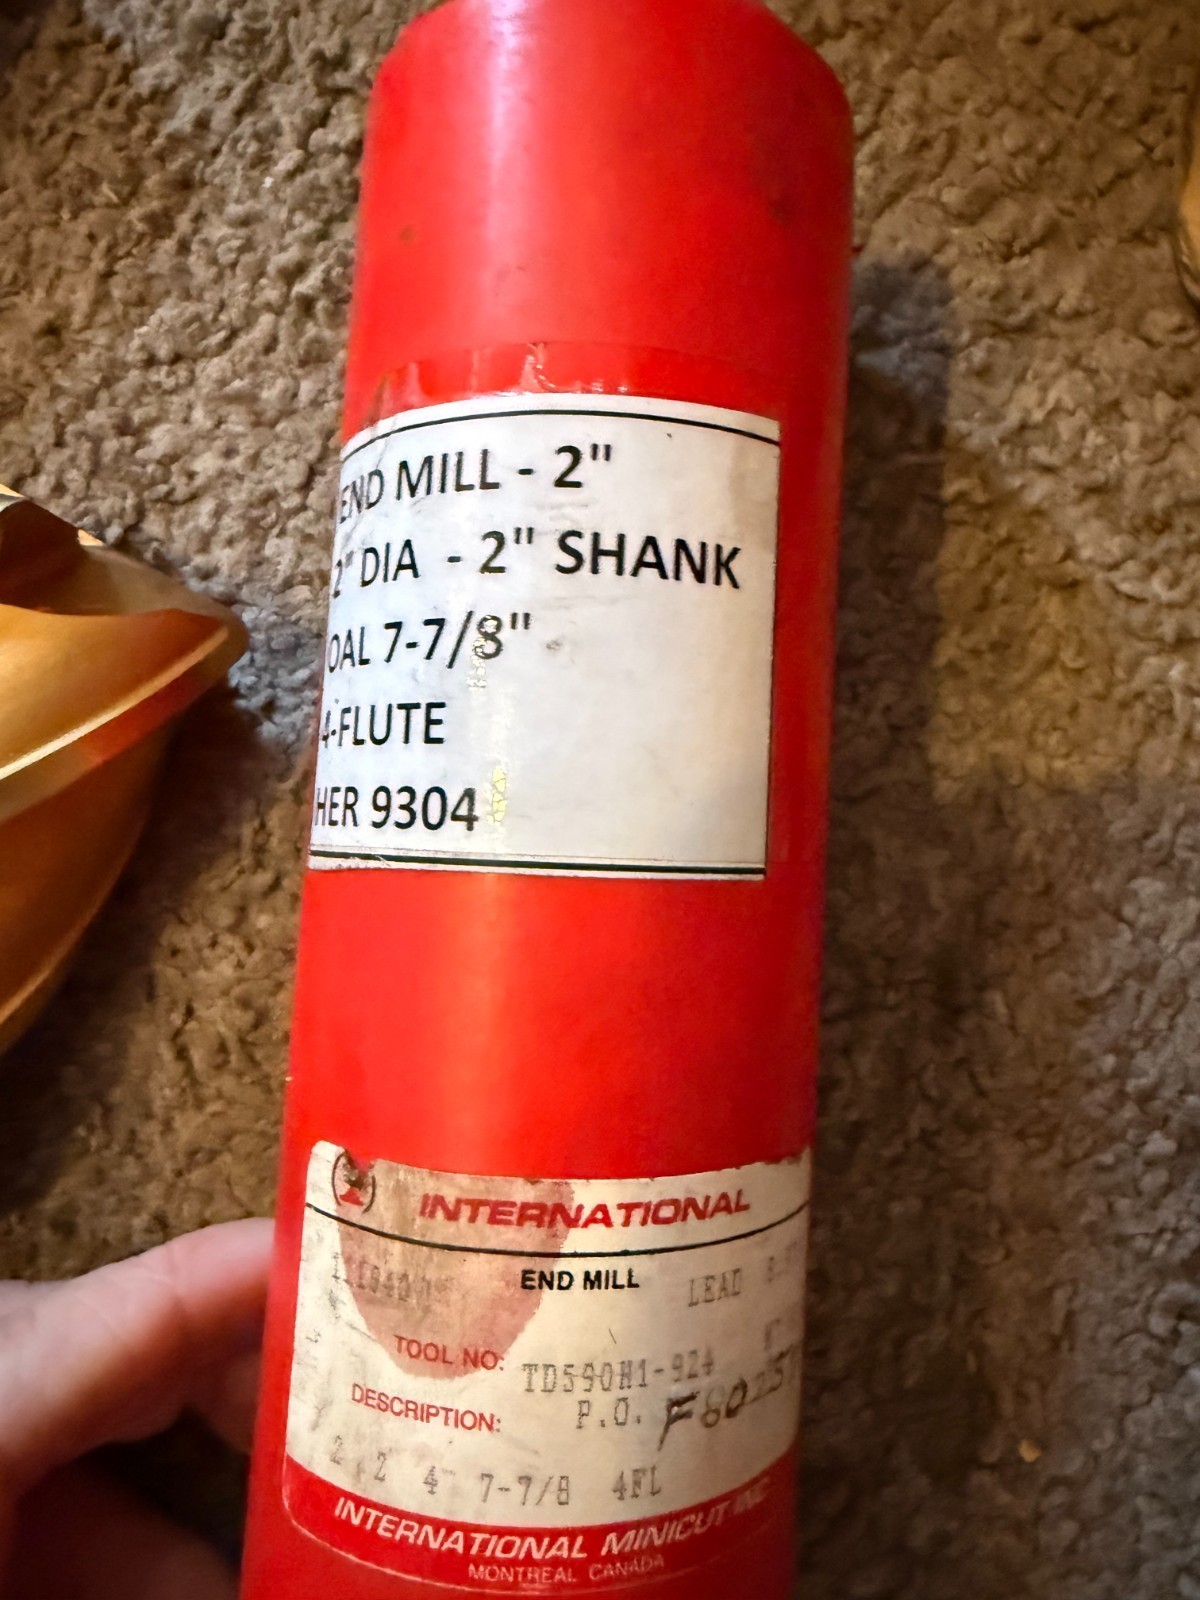 END MILL - 2"
2" DIA - 2" SHANK
OAL 7-7/8"
4-FLUTE
HER 9304
INTERNATIONAL
END MILL LEAD
TOOL NO: TD590H1-924
DESCRIPTION: P.O.
2 2 4 7-7/8 4FL
INTERNATIONAL MINICUT INC
MONTREAL CANADA